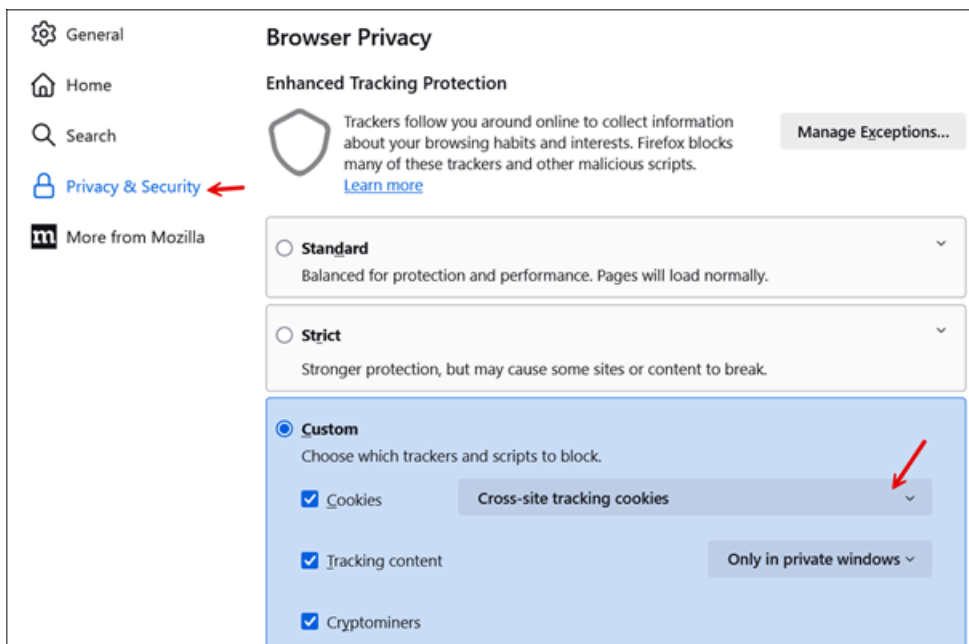 General
Home
Search
Privacy & Security
m
More from Mozilla
Browser Privacy
Enhanced Tracking Protection
Trackers follow you around online to collect information
about your browsing habits and interests. Firefox blocks
many of these trackers and other malicious scripts.
Learn more
Manage Exceptions...
Standard
Balanced for protection and performance. Pages will load normally.
Strict
Stronger protection, but may cause some sites or content to break.
Custom
Choose which trackers and scripts to block.
Cookies
Cross-site tracking cookies
Tracking content
Only in private windows
Cryptominers